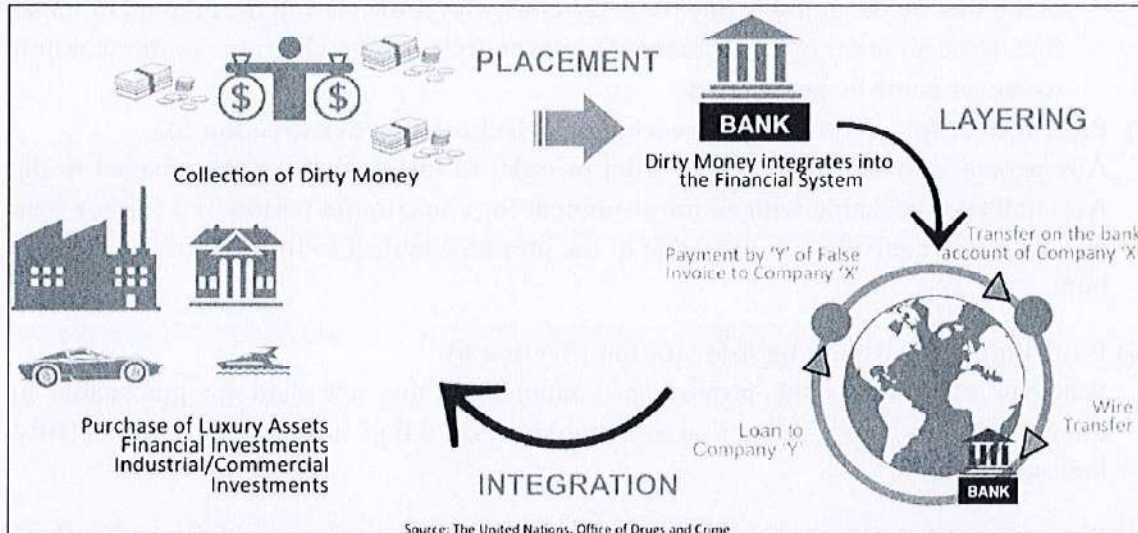 PLACEMENT
$ $
BANK
LAYERING
Collection of Dirty Money
Dirty Money integrates into
the Financial System
Transfer on the bank
account of Company 'X'
Payment by 'Y' of False
Invoice to Company 'X'
Wire
Transfer
Loan to
Company 'Y'
BANK
Purchase of Luxury Assets
Financial Investments
Industrial/Commercial
Investments
INTEGRATION
Source: The United Nations, Office of Drugs and Crime